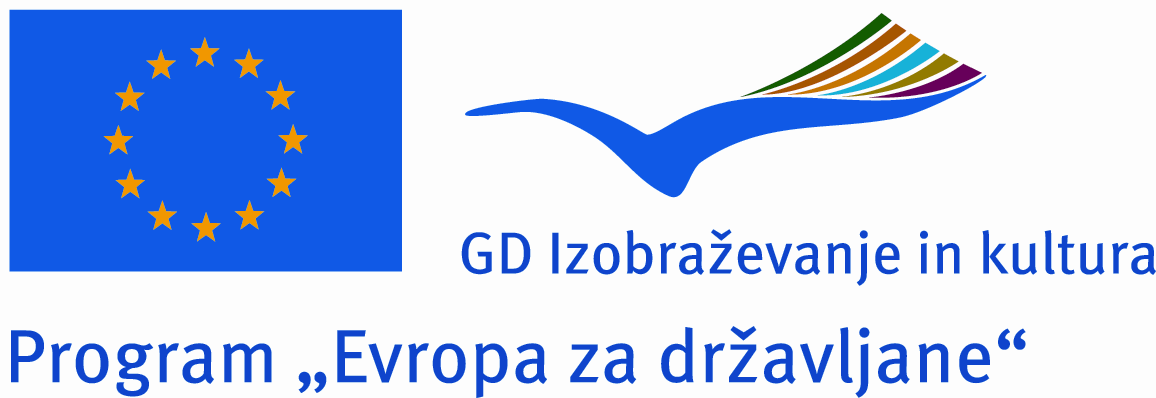 GD Izobraževanje in kultura
Program „Evropa za državljane“